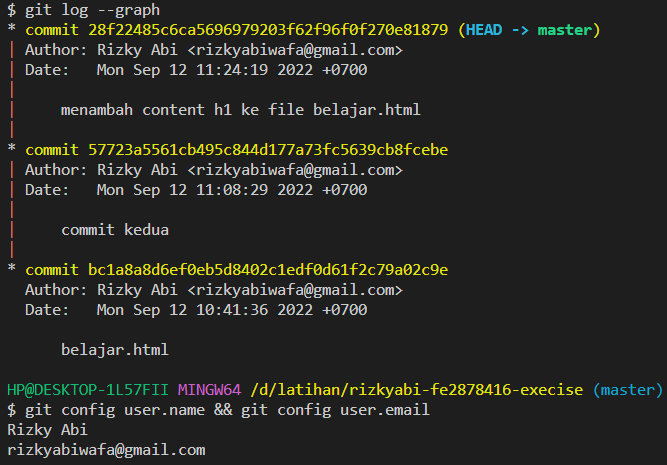 $ git log --graph
* commit 28f22485c6ca5696979203f62f96f0f270e81879 (HEAD -> master)
| Author: Rizky Abi <rizkyabiwafa@gmail.com>
| Date:   Mon Sep 12 11:24:19 2022 +0700
|
|     menambah content h1 ke file belajar.html
|
* commit 57723a5561cb495c844d177a73fc5639cb8fcebe
| Author: Rizky Abi <rizkyabiwafa@gmail.com>
| Date:   Mon Sep 12 11:08:29 2022 +0700
|
|     commit kedua
|
* commit bc1a8a8d6ef0eb5d8402c1edf0d61f2c79a02c9e
  Author: Rizky Abi <rizkyabiwafa@gmail.com>
  Date:   Mon Sep 12 10:41:36 2022 +0700

      belajar.html

HP@DESKTOP-1L57FII MINGW64 /d/latihan/rizkyabi-fe2878416-execise (master)
$ git config user.name && git config user.email
Rizky Abi
rizkyabiwafa@gmail.com